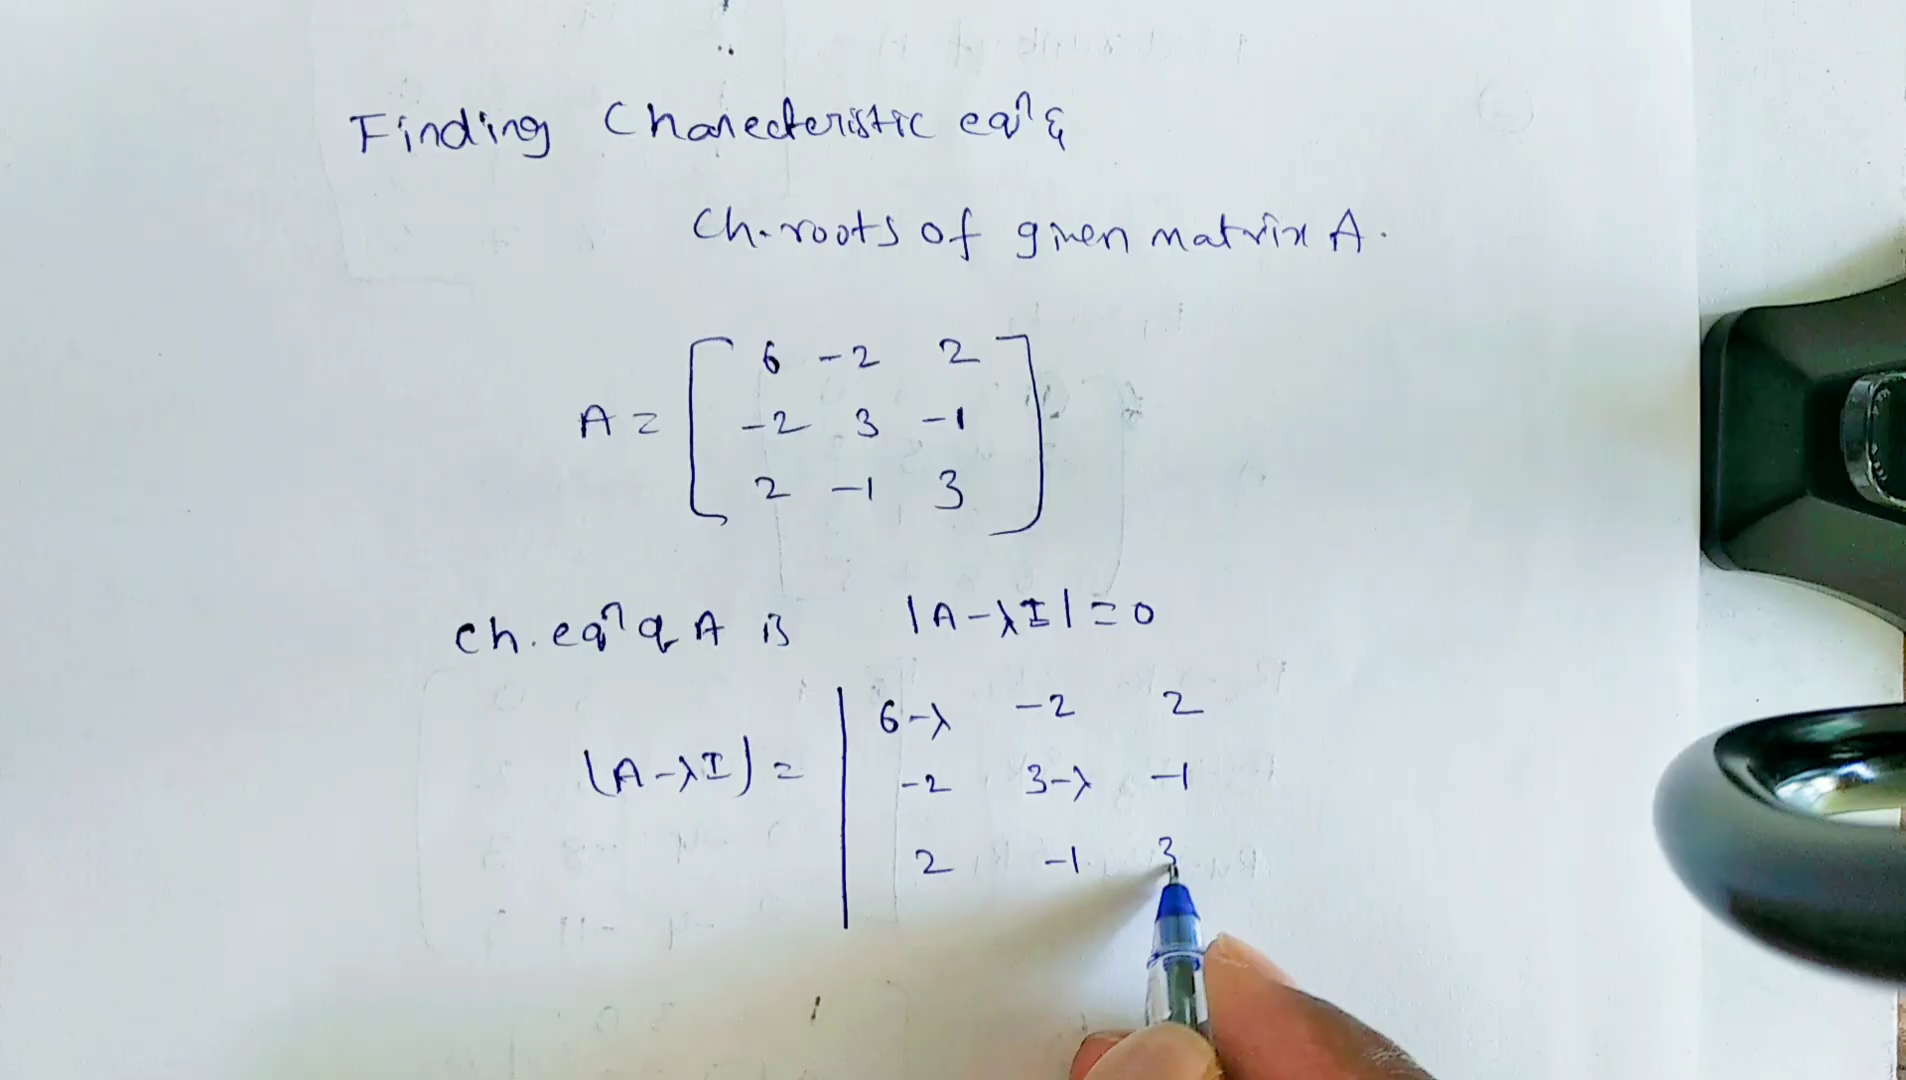 Finding Charecteristic eqⁿ &
Ch. roots of given matrix A.
6 -2 2
A = -2 3 -1
2 -1 3
Ch. eqⁿ of A is |A-λI| = 0
6-λ -2 2
|A-λI| = -2 3-λ -1
2 -1 3